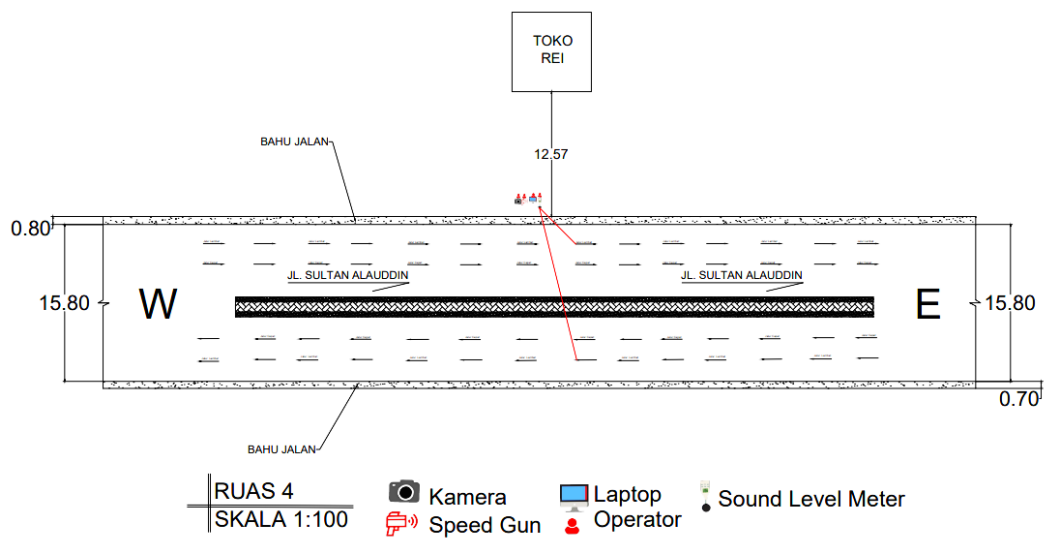 TOKO
REI
BAHU JALAN
12.57
0.80
JL. SULTAN ALAUDDIN
JL. SULTAN ALAUDDIN
15.80
W
E
15.80
0.70
BAHU JALAN
RUAS 4
SKALA 1:100
Kamera
Speed Gun
Laptop
Operator
Sound Level Meter